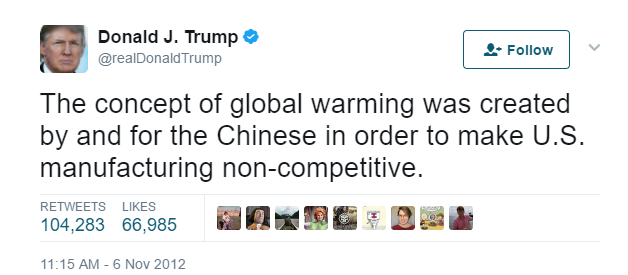 Donald J. Trump
@realDonaldTrump
Follow
The concept of global warming was created
by and for the Chinese in order to make U.S.
manufacturing non-competitive.
RETWEETS LIKES
104,283 66,985
11:15 AM - 6 Nov 2012